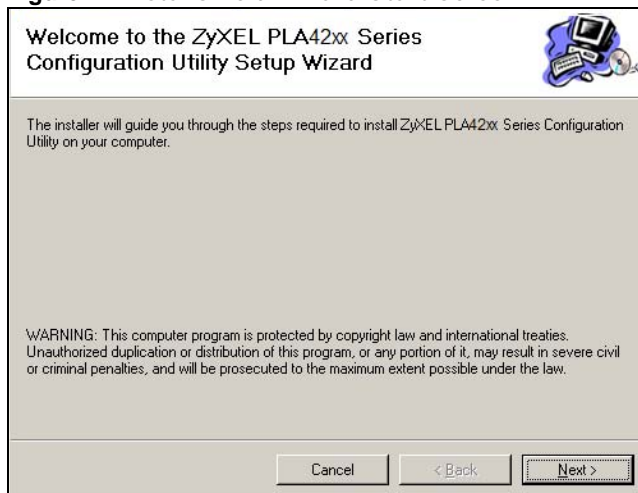 Welcome to the ZyXEL PLA42xx Series
Configuration Utility Setup Wizard
The installer will guide you through the steps required to install ZyXEL PLA42xx Series Configuration
Utility on your computer.
WARNING: This computer program is protected by copyright law and international treaties.
Unauthorized duplication or distribution of this program, or any portion of it, may result in severe civil
or criminal penalties, and will be prosecuted to the maximum extent possible under the law.
Cancel
< Back
Next >